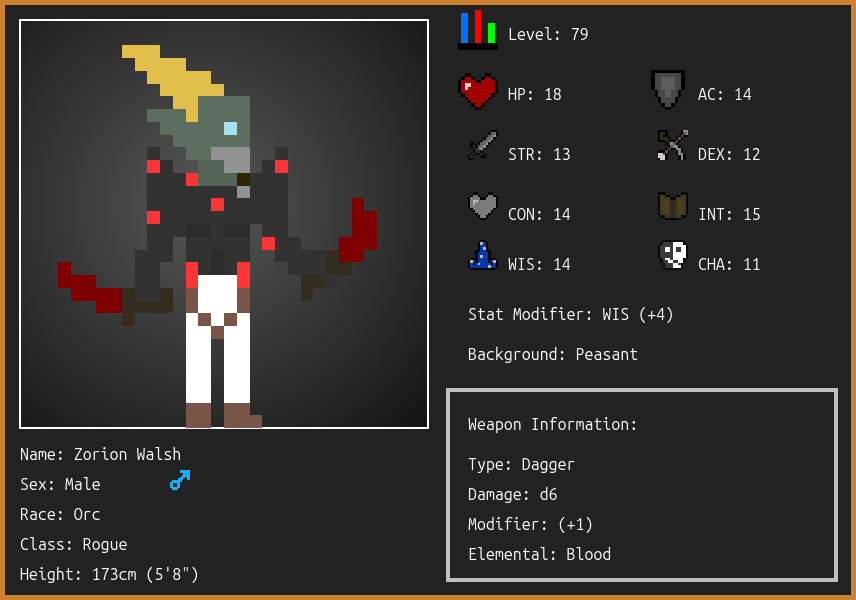 Level: 79
HP: 18
AC: 14
STR: 13
DEX: 12
CON: 14
INT: 15
WIS: 14
CHA: 11
Stat Modifier: WIS (+4)
Background: Peasant
Weapon Information:
Type: Dagger
Damage: d6
Modifier: (+1)
Elemental: Blood
Name: Zorion Walsh
Sex: Male
Race: Orc
Class: Rogue
Height: 173cm (5'8")